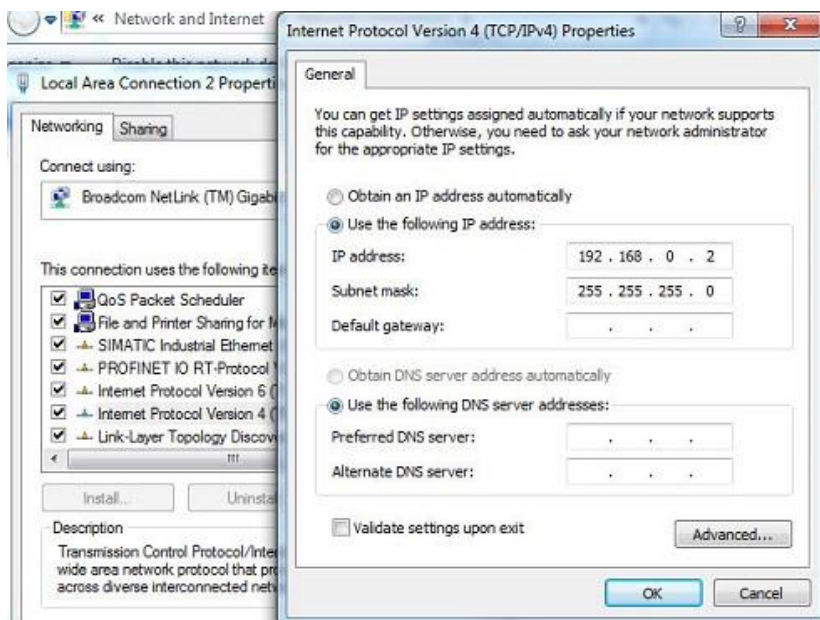 « Network and Internet
Local Area Connection 2 Properti
Networking
Sharing
Connect using:
Broadcom NetLink (TM) Gigabi
This connection uses the following ite
QoS Packet Scheduler
File and Printer Sharing for M
SIMATIC Industrial Ethernet
PROFINET IO RT-Protocol V
Internet Protocol Version 6 (
Internet Protocol Version 4 (
Link-Layer Topology Discov
Install...
Uninstal
Description
Transmission Control Protocol/Inte
wide area network protocol that pro
across diverse interconnected netw
Internet Protocol Version 4 (TCP/IPv4) Properties
General
You can get IP settings assigned automatically if your network supports
this capability. Otherwise, you need to ask your network administrator
for the appropriate IP settings.
Obtain an IP address automatically
Use the following IP address:
IP address:
192 . 168 . 0 . 2
Subnet mask:
255 . 255 . 255 . 0
Default gateway:
. . .
Obtain DNS server address automatically
Use the following DNS server addresses:
Preferred DNS server:
. . .
Alternate DNS server:
. . .
Validate settings upon exit
Advanced...
OK
Cancel